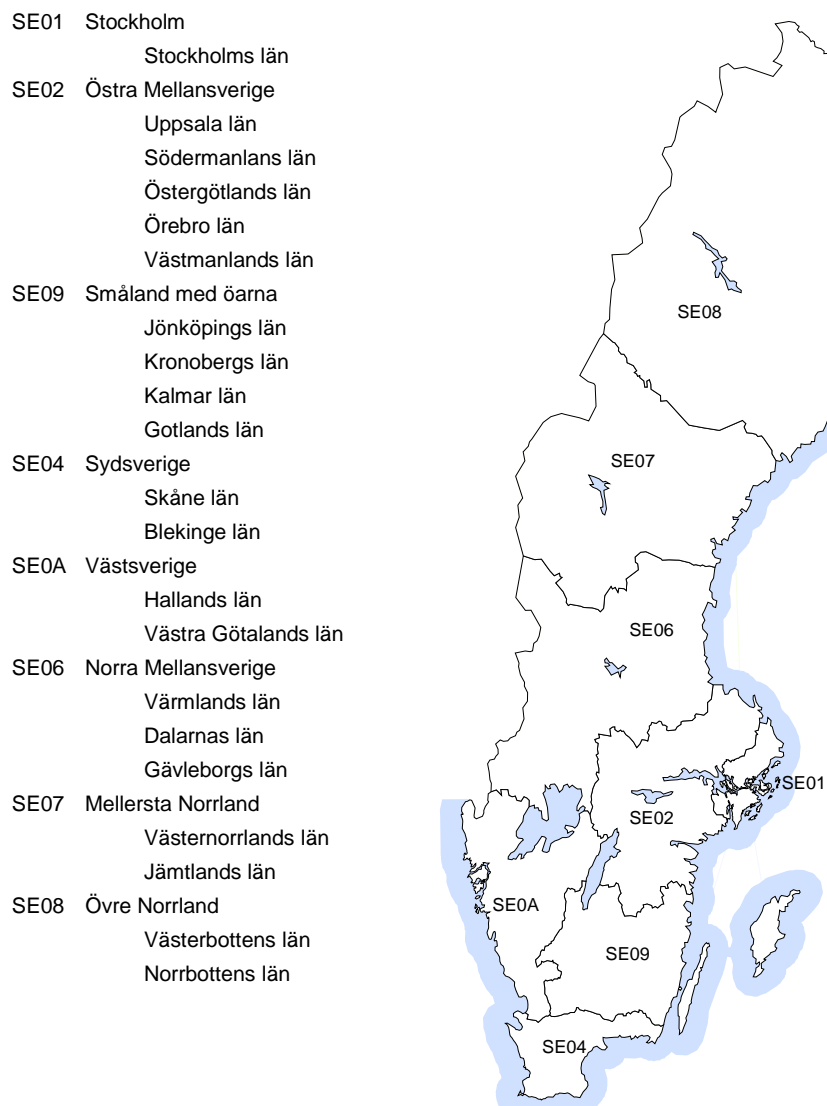 SE01 Stockholm
Stockholms län
SE02 Östra Mellansverige
Uppsala län
Södermanlans län
Östergötlands län
Örebro län
Västmanlands län
SE09 Småland med öarna
Jönköpings län
Kronobergs län
Kalmar län
Gotlands län
SE04 Sydsverige
Skåne län
Blekinge län
SE0A Västsverige
Hallands län
Västra Götalands län
SE06 Norra Mellansverige
Värmlands län
Dalarnas län
Gävleborgs län
SE07 Mellersta Norrland
Västernorrlands län
Jämtlands län
SE08 Övre Norrland
Västerbottens län
Norrbottens län
SE08
SE07
SE06
SE01
SE02
SE0A
SE09
SE04